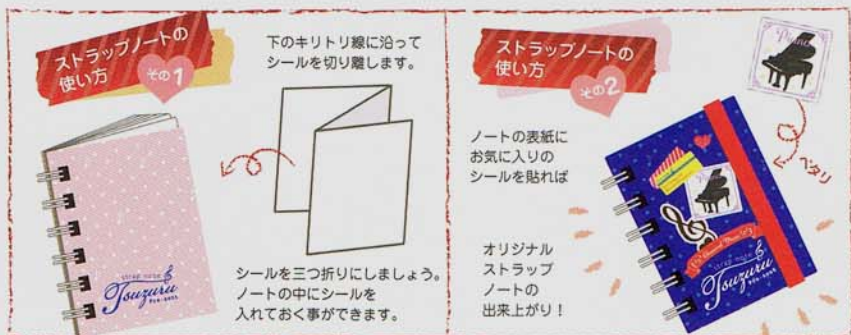 ストラップノートの
使い方
その1
下のキリトリ線に沿って
シールを切り離します。
シールを三つ折りにしましょう。
ノートの中にシールを
入れておく事ができます。
strap note
Tsuzuru
ストラップノートの
使い方
その2
Piano
ノートの表紙に
お気に入りの
シールを貼れば
ペタリ
オリジナル
ストラップ
ノートの
出来上がり！
Classical Music
strap note
Tsuzuru